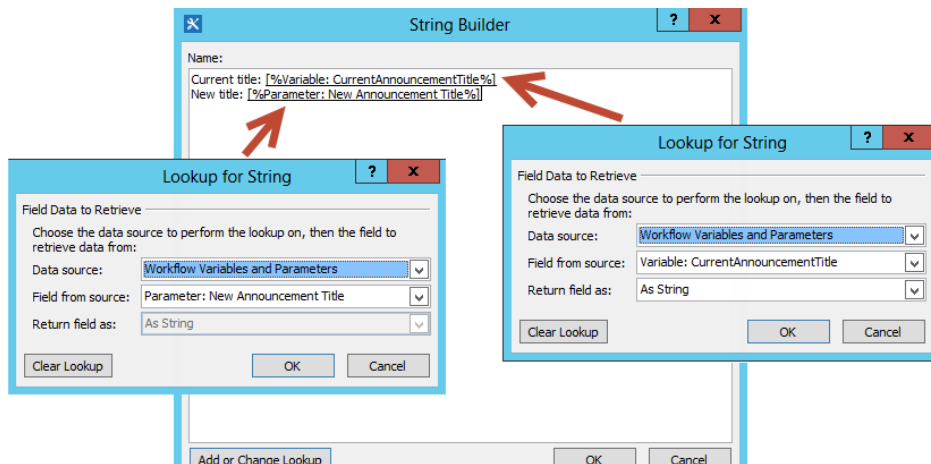 String Builder
?
x
Name:
Current title: [%Variable: CurrentAnnouncementTitle%]
New title: [%Parameter: New Announcement Title%]
Lookup for String
?
x
Field Data to Retrieve
Choose the data source to perform the lookup on, then the field to
retrieve data from:
Data source:
Workflow Variables and Parameters
Field from source:
Parameter: New Announcement Title
Return field as:
As String
Clear Lookup
OK
Cancel
Lookup for String
?
x
Field Data to Retrieve
Choose the data source to perform the lookup on, then the field to
retrieve data from:
Data source:
Workflow Variables and Parameters
Field from source:
Variable: CurrentAnnouncementTitle
Return field as:
As String
Clear Lookup
OK
Cancel
Add or Change Lookup
OK
Cancel